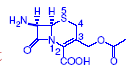 H H 5
H₂N S 4
7 6
8 3
O N 1 2 O
COOH O